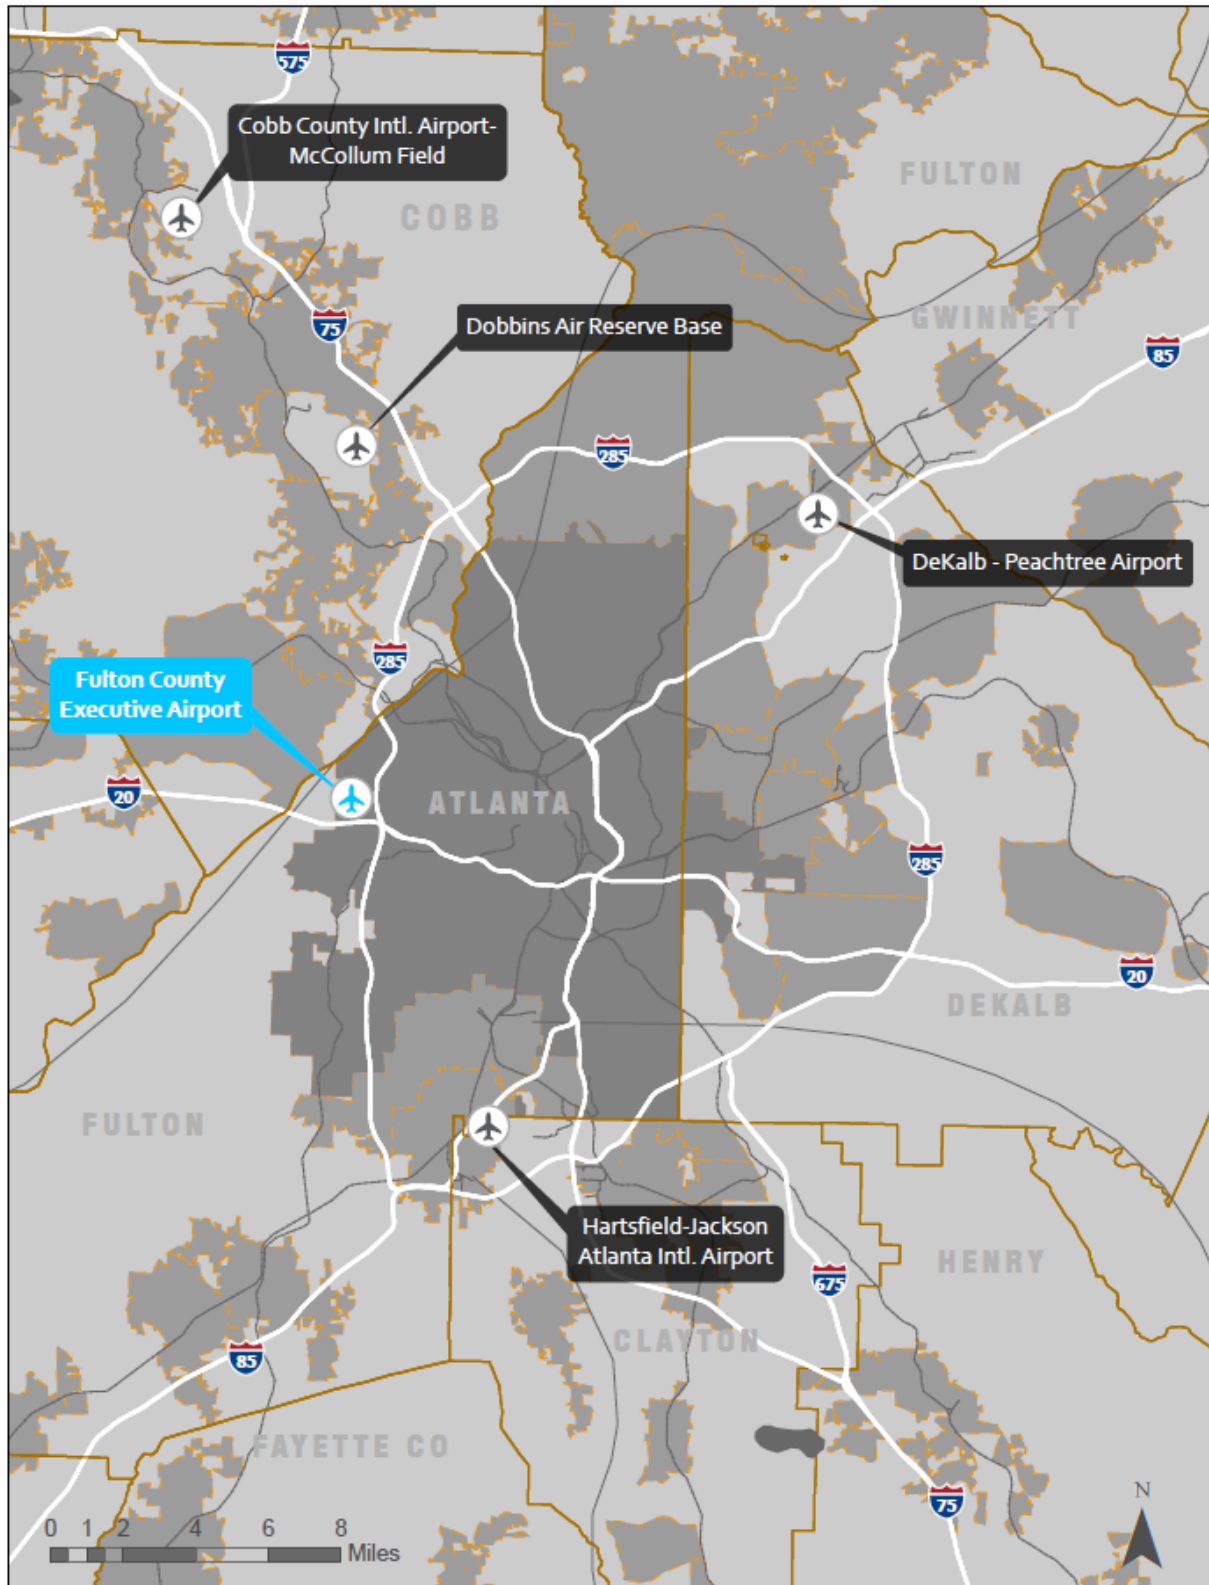 575
Cobb County Intl. Airport-
McCollum Field
FULTON
COBB
75
Dobbins Air Reserve Base
GWINNETT
85
285
DeKalb - Peachtree Airport
285
Fulton County
Executive Airport
20
ATLANTA
285
20
DEKALB
FULTON
Hartsfield-Jackson
Atlanta Intl. Airport
HENRY
675
CLAYTON
85
FAYETTE CO
75
N
0 1 2 4 6 8
Miles